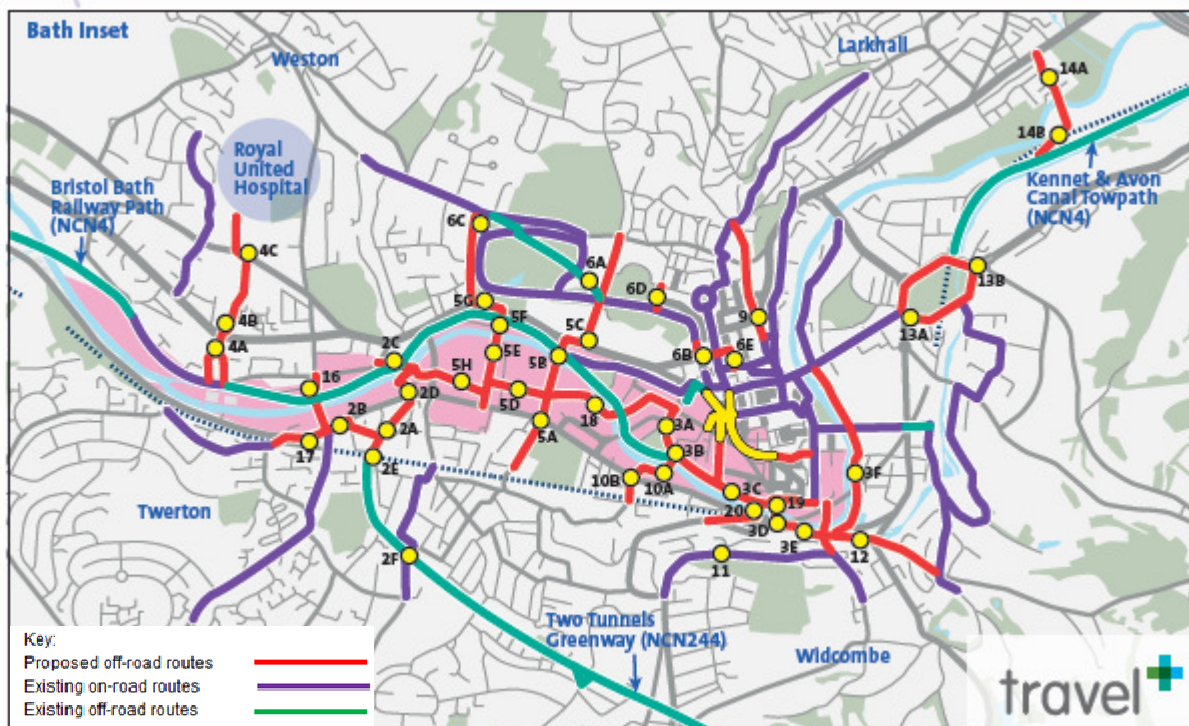 Bath Inset
Weston
Larkhall
14A
14B
Royal
United
Hospital
Bristol Bath
Railway Path
(NCN4)
Kennet & Avon
Canal Towpath
(NCN4)
6C
4C
6A
6D
13B
5G
5F
4B
5C
9
13A
4A
2C
5E
5B
6B
6E
16
5H
2D
5D
18
2B
2A
5A
3A
17
3B
2E
10B
10A
3F
3C
19
20
Twerton
3D
3E
12
2F
11
Two Tunnels
Greenway (NCN244)
Widcombe
Key:
Proposed off-road routes
Existing on-road routes
Existing off-road routes
travel